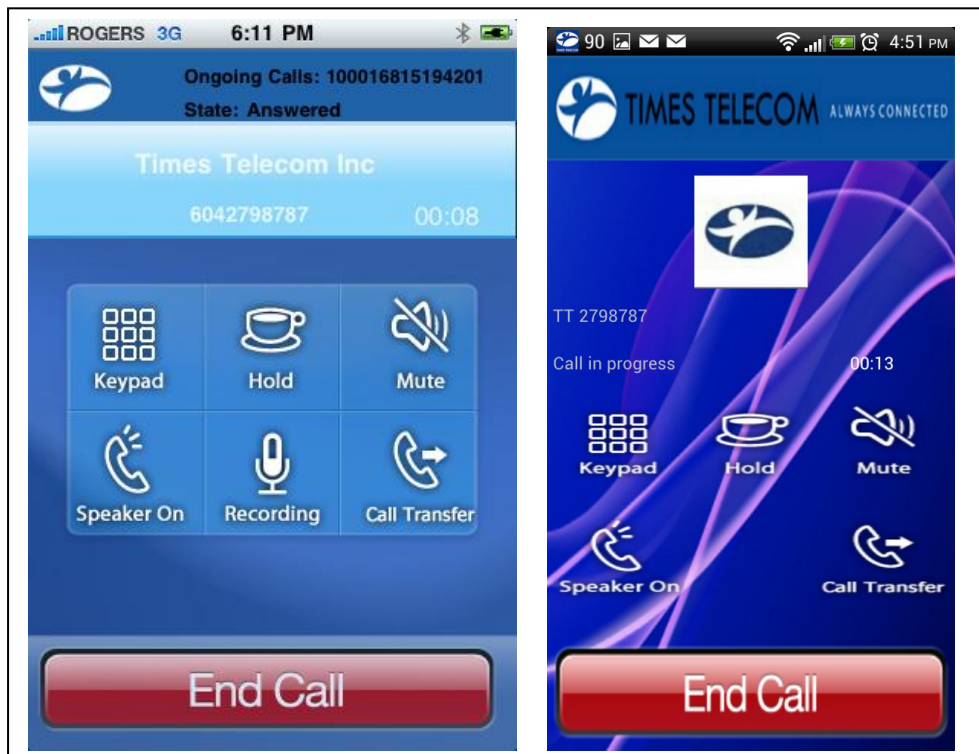 ROGERS 3G 6:11 PM
Ongoing Calls: 100016815194201
State: Answered
Times Telecom Inc
6042798787 00:08
Keypad Hold Mute
Speaker On Recording Call Transfer
End Call
90 4:51 PM
TIMES TELECOM ALWAYS CONNECTED
TT 2798787
Call in progress 00:13
Keypad Hold Mute
Speaker On Call Transfer
End Call